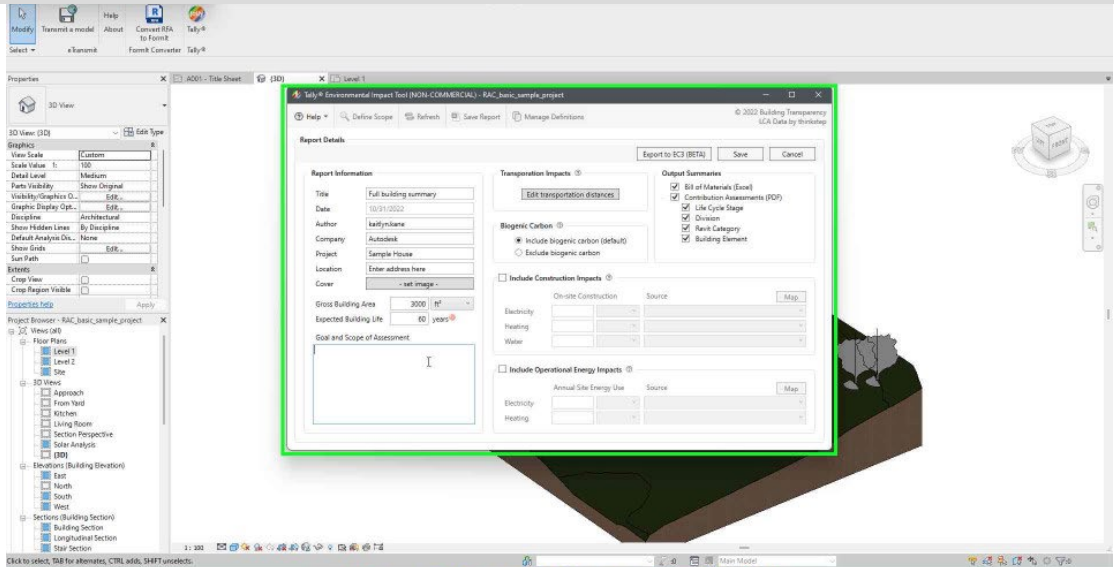 Modify
Transmit a model
Help
About
Convert RFA
to FormIt
Tally®
Select
eTransmit
FormIt Converter
Tally®
Properties
A001 - Title Sheet
(3D)
Level 1
3D View
3D View: (3D)
Edit Type
Graphics
View Scale Custom
Scale Value 1: 100
Detail Level Medium
Parts Visibility Show Original
Visibility/Graphics O... Edit...
Graphic Display Opt... Edit...
Discipline Architectural
Show Hidden Lines By Discipline
Default Analysis Dis... None
Show Grids Edit...
Sun Path
Extents
Crop View
Crop Region Visible
Properties help
Apply
Project Browser - RAC_basic_sample_project
Views (all)
Floor Plans
Level 1
Level 2
Site
3D Views
Approach
From Yard
Kitchen
Living Room
Section Perspective
Solar Analysis
{3D}
Elevations (Building Elevation)
East
North
South
West
Sections (Building Section)
Building Section
Longitudinal Section
Stair Section
Tally® Environmental Impact Tool (NON-COMMERCIAL) - RAC_basic_sample_project
Help
Define Scope
Refresh
Save Report
Manage Definitions
© 2022 Building Transparency
LCA Data by thinkstep
Report Details
Export to EC3 (BETA)
Save
Cancel
Report Information
Title Full building summary
Date 10/31/2022
Author kaitlyn.kane
Company Autodesk
Project Sample House
Location Enter address here
Cover - set image -
Gross Building Area 3000 ft²
Expected Building Life 60 years
Goal and Scope of Assessment
Transporation Impacts
Edit transportation distances
Biogenic Carbon
Include biogenic carbon (default)
Exclude biogenic carbon
Output Summaries
Bill of Materials (Excel)
Contribution Assessments (PDF)
Life Cycle Stage
Division
Revit Category
Building Element
Include Construction Impacts
On-site Construction Source Map
Electricity
Heating
Water
Include Operational Energy Impacts
Annual Site Energy Use Source Map
Electricity
Heating
FRONT
1 : 100
Click to select, TAB for alternates, CTRL adds, SHIFT unselects.
:0
Main Model